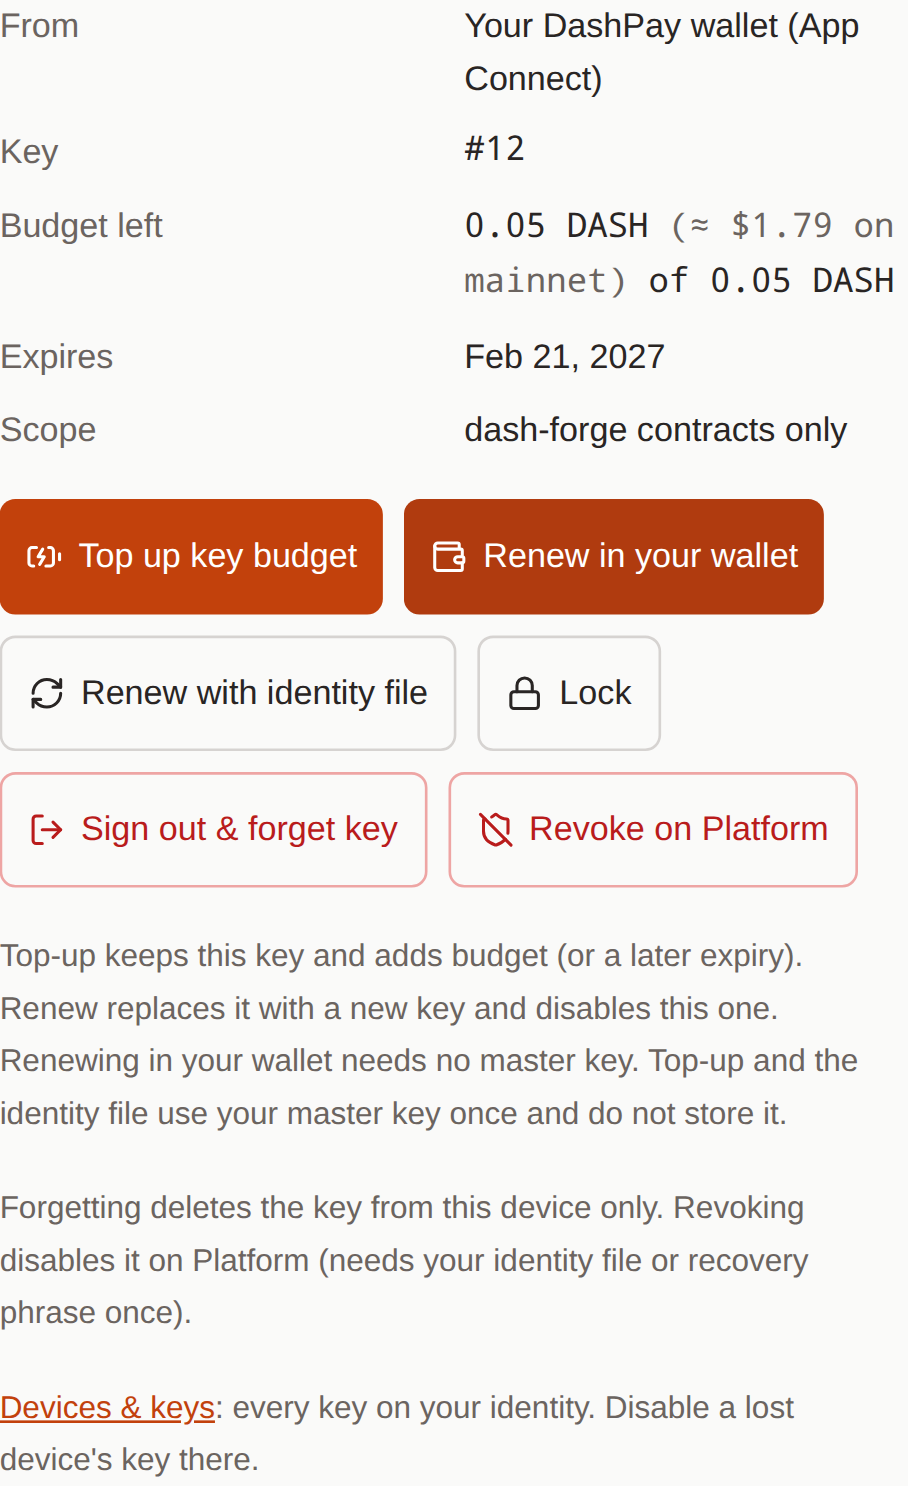 From Your DashPay wallet (App
Connect)
Key #12
Budget left 0.05 DASH (≈ $1.79 on
mainnet) of 0.05 DASH
Expires Feb 21, 2027
Scope dash-forge contracts only
Top up key budget Renew in your wallet
Renew with identity file Lock
Sign out & forget key Revoke on Platform
Top-up keeps this key and adds budget (or a later expiry).
Renew replaces it with a new key and disables this one.
Renewing in your wallet needs no master key. Top-up and the
identity file use your master key once and do not store it.
Forgetting deletes the key from this device only. Revoking
disables it on Platform (needs your identity file or recovery
phrase once).
Devices & keys: every key on your identity. Disable a lost
device's key there.